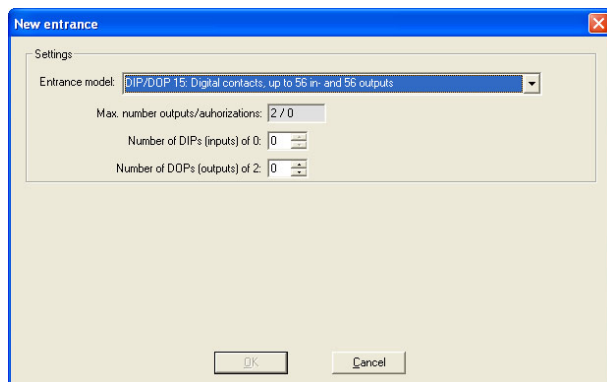 New entrance
Settings
Entrance model: DIP/DOP 15: Digital contacts, up to 56 in- and 56 outputs
Max. number outputs/auhorizations: 2 / 0
Number of DIPs (inputs) of 0: 0
Number of DOPs (outputs) of 2: 0
OK Cancel